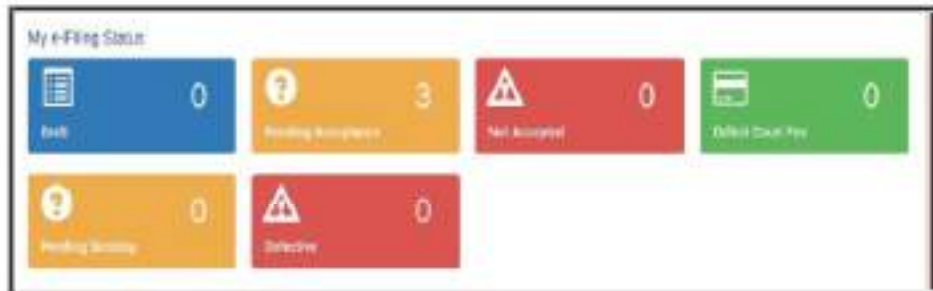 My e-Filing Status
0
Draft
3
Pending Acceptance
0
Not Accepted
0
Deficit Court Fee
0
Pending Scrutiny
0
Defective